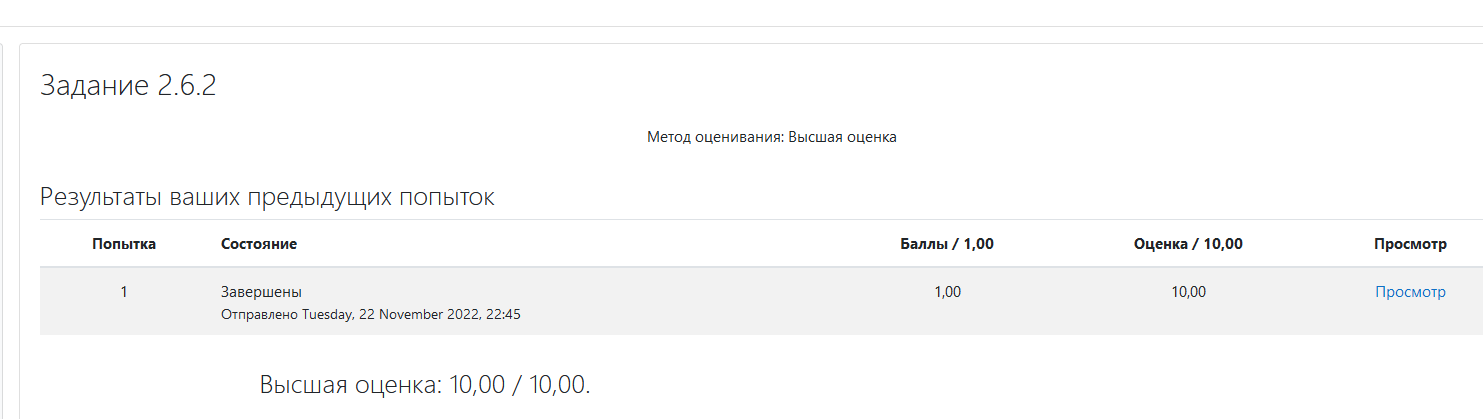 Задание 2.6.2
Метод оценивания: Высшая оценка
Результаты ваших предыдущих попыток
Попытка Состояние Баллы / 1,00 Оценка / 10,00 Просмотр
1 Завершены 1,00 10,00 Просмотр
Отправлено Tuesday, 22 November 2022, 22:45
Высшая оценка: 10,00 / 10,00.